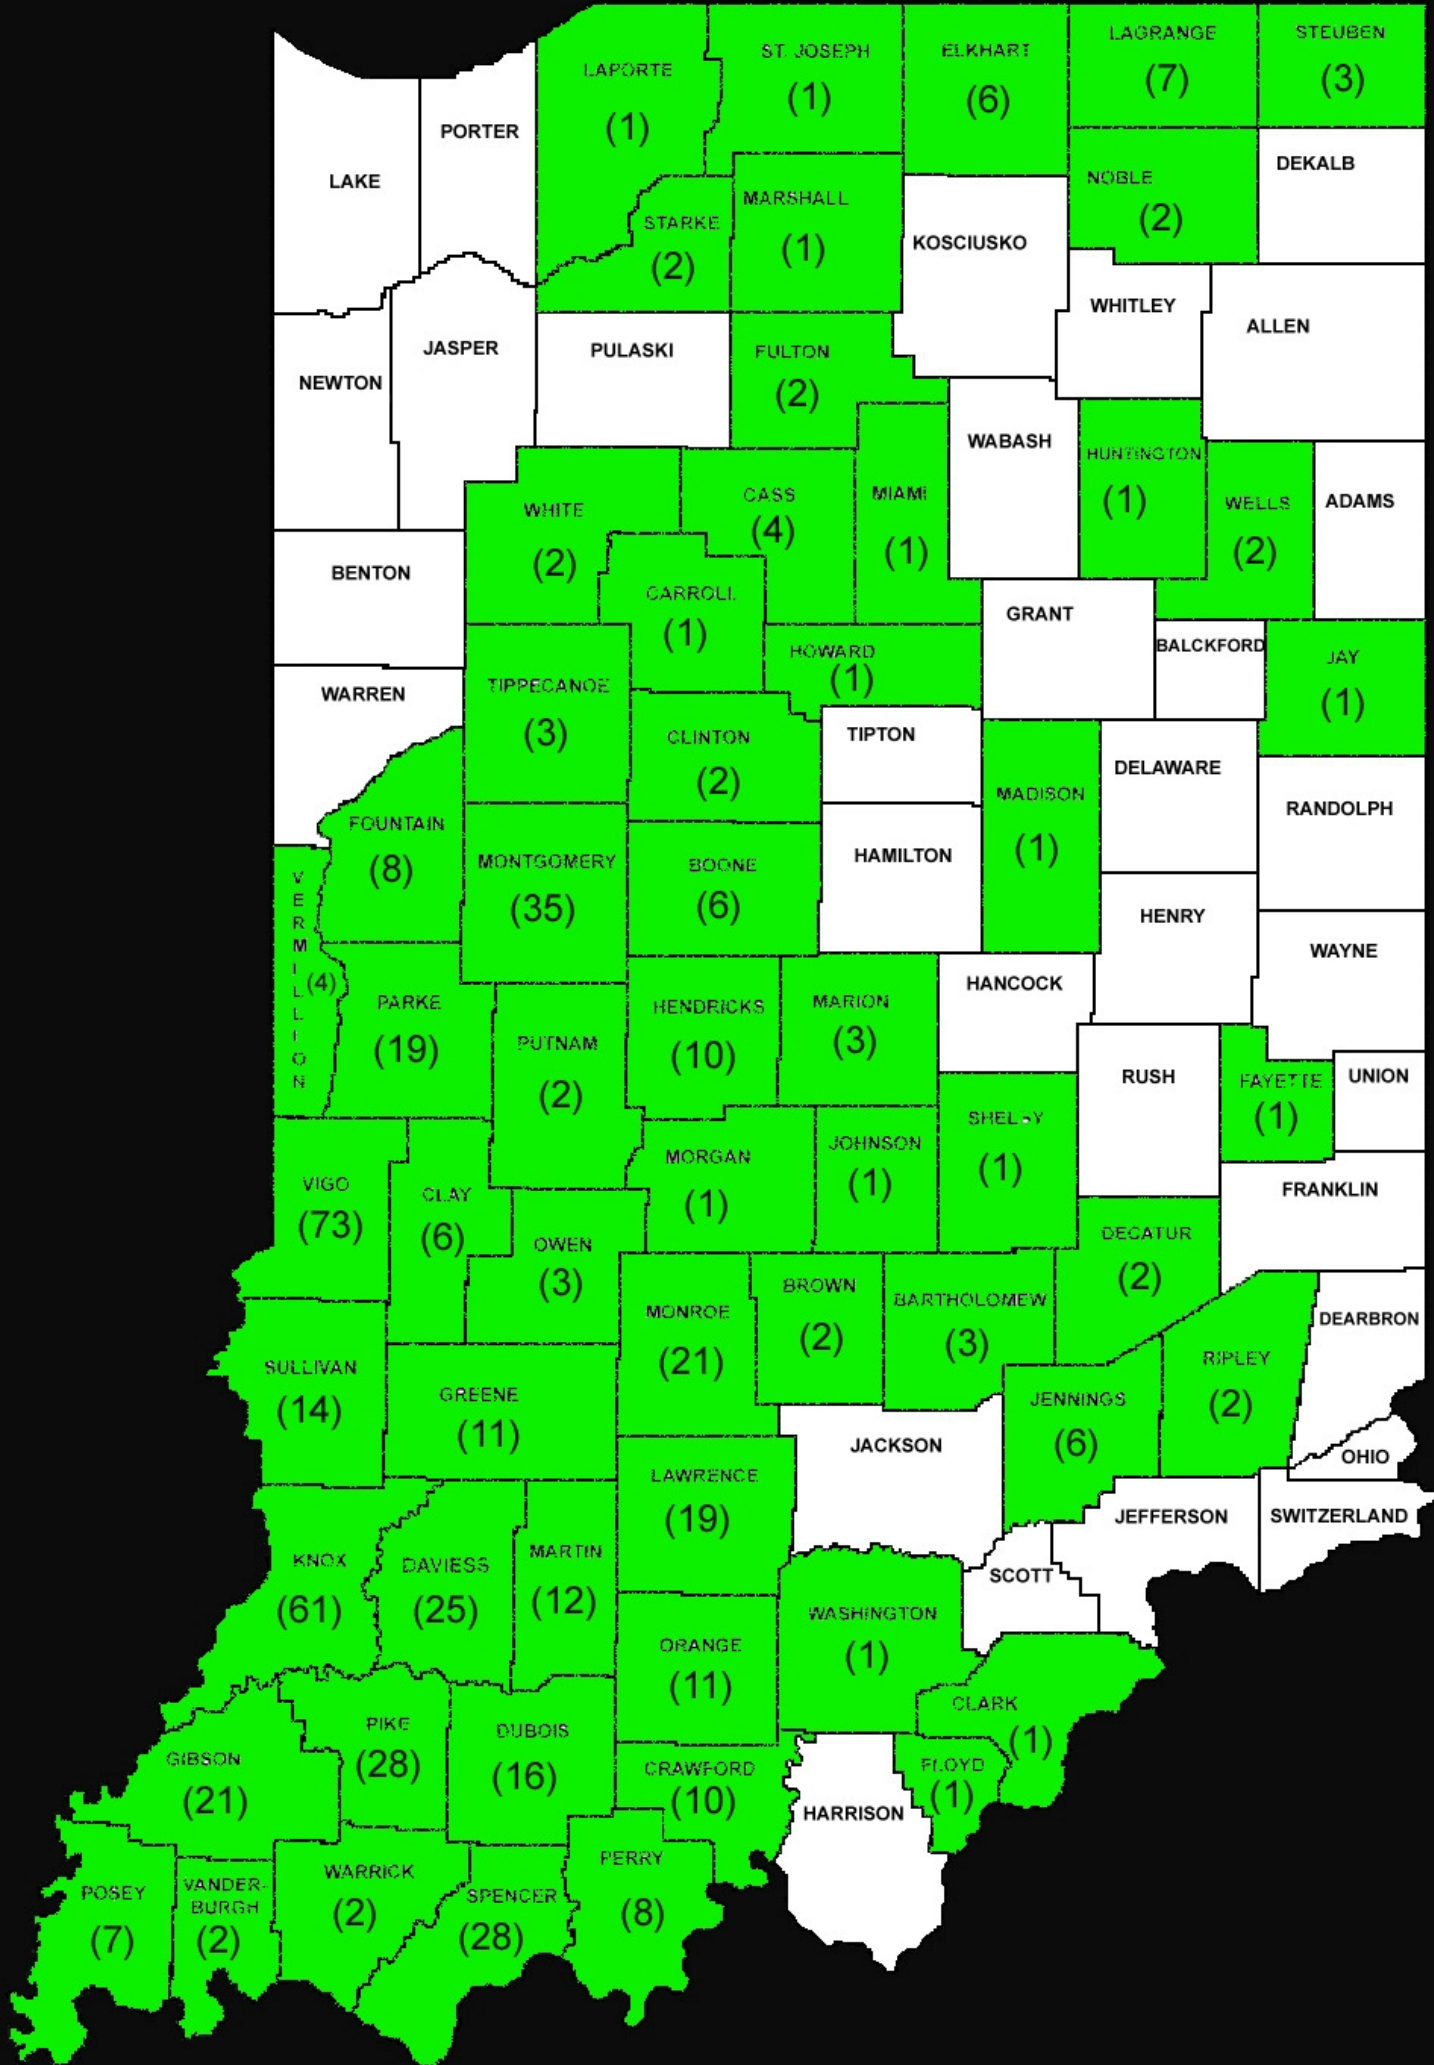 LAPORTE
(1)
ST. JOSEPH
(1)
ELKHART
(6)
LAGRANGE
(7)
STEUBEN
(3)
PORTER
LAKE
STARKE
(2)
MARSHALL
(1)
KOSCIUSKO
NOBLE
(2)
DEKALB
WHITLEY
ALLEN
NEWTON
JASPER
PULASKI
FULTON
(2)
WABASH
HUNTINGTON
(1)
WELLS
(2)
ADAMS
WHITE
(2)
CASS
(4)
MIAMI
(1)
BENTON
CARROLL
(1)
GRANT
BALCKFORD
JAY
(1)
HOWARD
(1)
WARREN
TIPPECANOE
(3)
CLINTON
(2)
TIPTON
MADISON
(1)
DELAWARE
RANDOLPH
FOUNTAIN
(8)
MONTGOMERY
(35)
BOONE
(6)
HAMILTON
HENRY
WAYNE
VERMILLION
(4)
PARKE
(19)
PUTNAM
(2)
HENDRICKS
(10)
MARION
(3)
HANCOCK
RUSH
FAYETTE
(1)
UNION
SHELBY
(1)
MORGAN
(1)
JOHNSON
(1)
VIGO
(73)
CLAY
(6)
OWEN
(3)
FRANKLIN
DECATUR
(2)
MONROE
(21)
BROWN
(2)
BARTHOLOMEW
(3)
DEARBRON
SULLIVAN
(14)
GREENE
(11)
JENNINGS
(6)
RIPLEY
(2)
JACKSON
OHIO
LAWRENCE
(19)
JEFFERSON
SWITZERLAND
KNOX
(61)
DAVIESS
(25)
MARTIN
(12)
SCOTT
WASHINGTON
(1)
ORANGE
(11)
CLARK
(1)
GIBSON
(21)
PIKE
(28)
DUBOIS
(16)
CRAWFORD
(10)
FLOYD
(1)
HARRISON
POSEY
(7)
VANDER-
BURGH
(2)
WARRICK
(2)
SPENCER
(28)
PERRY
(8)